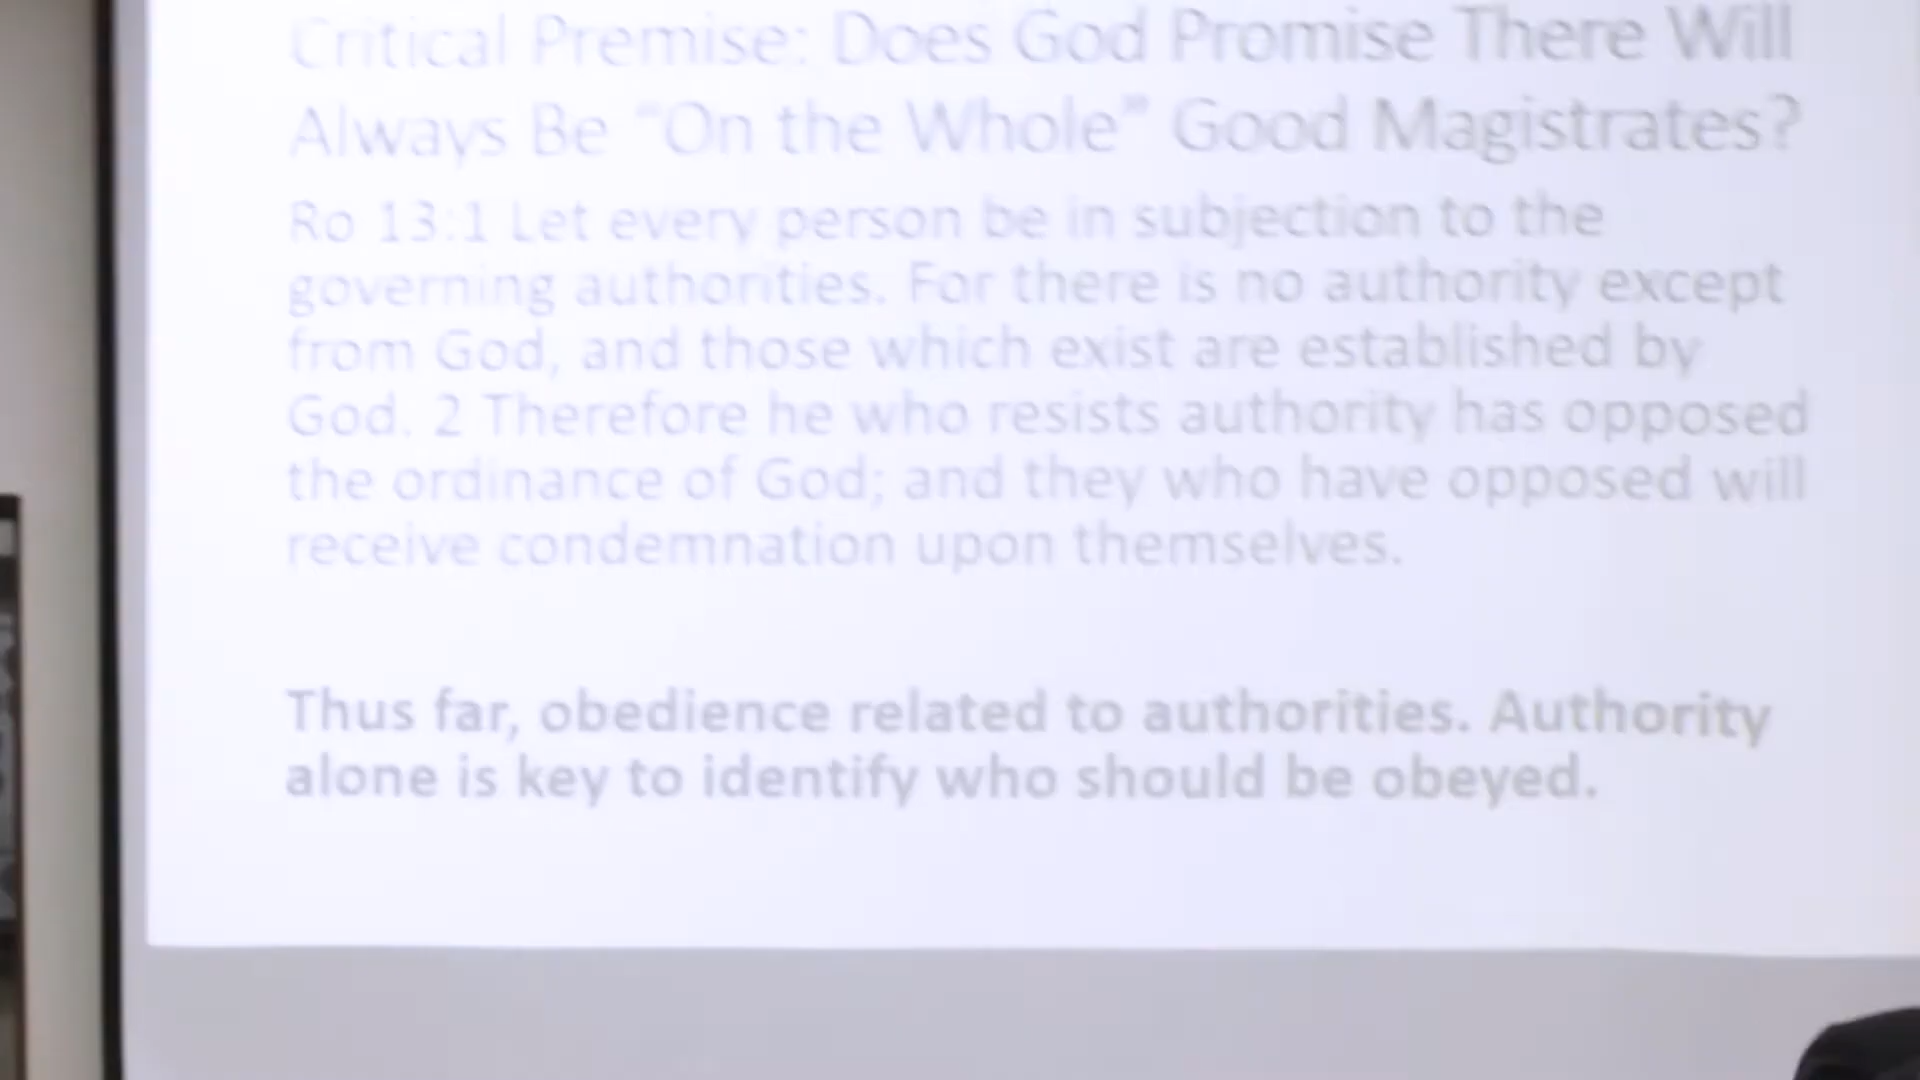 Critical Premise: Does God Promise There Will
Always Be “On the Whole” Good Magistrates?
Ro 13:1 Let every person be in subjection to the
governing authorities. For there is no authority except
from God, and those which exist are established by
God. 2 Therefore he who resists authority has opposed
the ordinance of God; and they who have opposed will
receive condemnation upon themselves.
Thus far, obedience related to authorities. Authority
alone is key to identify who should be obeyed.